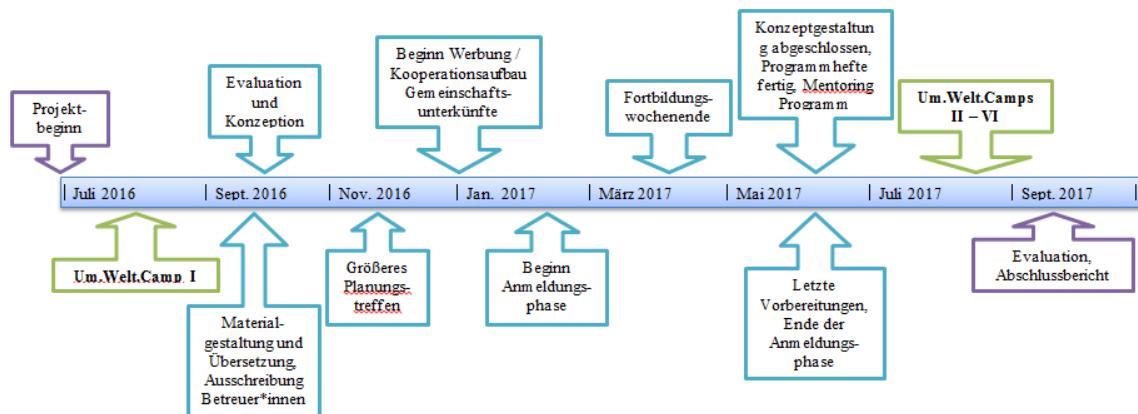 Projekt-
beginn
Evaluation
und
Konzeption
Beginn Werbung /
Kooperationsaufbau
Gemeinschafts-
unterkünfte
Fortbildungs-
wochenende
Konzeptgestaltun
g abgeschlossen,
Programmhefte
fertig, Mentoring
Programm
Um.Welt.Camps
II – VI
Juli 2016
Sept. 2016
Nov. 2016
Jan. 2017
März 2017
Mai 2017
Juli 2017
Sept. 2017
Um.Welt.Camp I
Material-
gestaltung und
Übersetzung,
Ausschreibung
Betreuer*innen
Größeres
Planungs-
treffen
Beginn
Anmeldungs-
phase
Letzte
Vorbereitungen,
Ende der
Anmeldungs-
phase
Evaluation,
Abschlussbericht